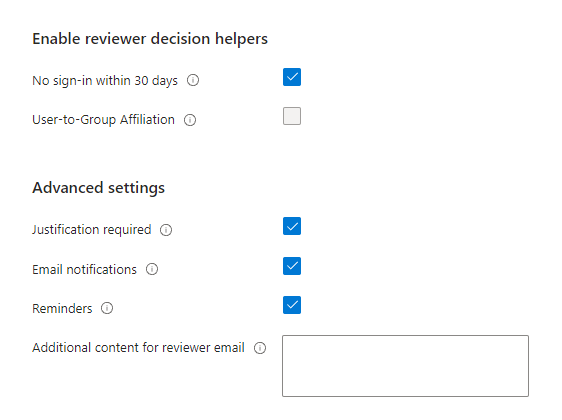 Enable reviewer decision helpers
No sign-in within 30 days
User-to-Group Affiliation
Advanced settings
Justification required
Email notifications
Reminders
Additional content for reviewer email